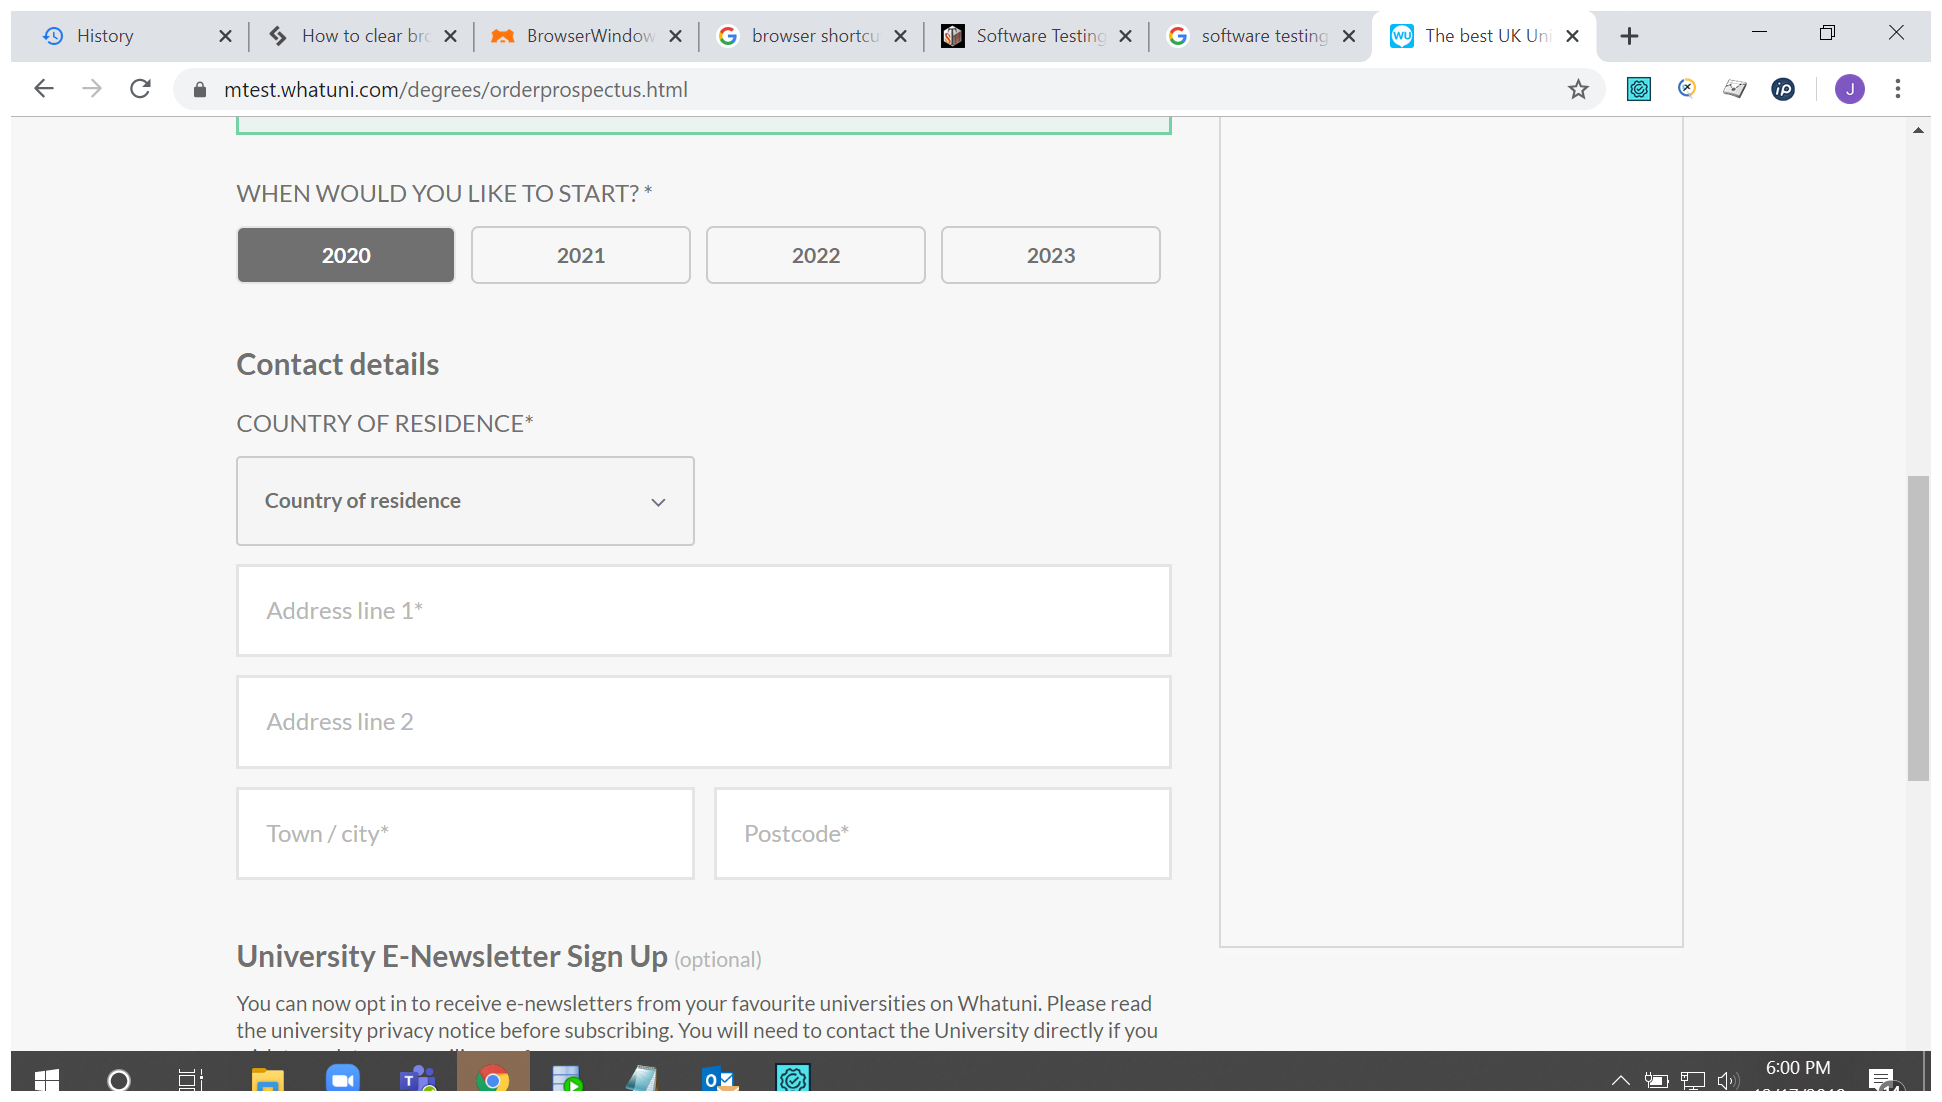 History
How to clear bro
BrowserWindow
browser shortcu
Software Testing
software testing
The best UK Uni
mtest.whatuni.com/degrees/orderprospectus.html
J
WHEN WOULD YOU LIKE TO START? *
2020
2021
2022
2023
Contact details
COUNTRY OF RESIDENCE*
Country of residence
Address line 1*
Address line 2
Town / city*
Postcode*
University E-Newsletter Sign Up (optional)
You can now opt in to receive e-newsletters from your favourite universities on Whatuni. Please read
the university privacy notice before subscribing. You will need to contact the University directly if you
6:00 PM